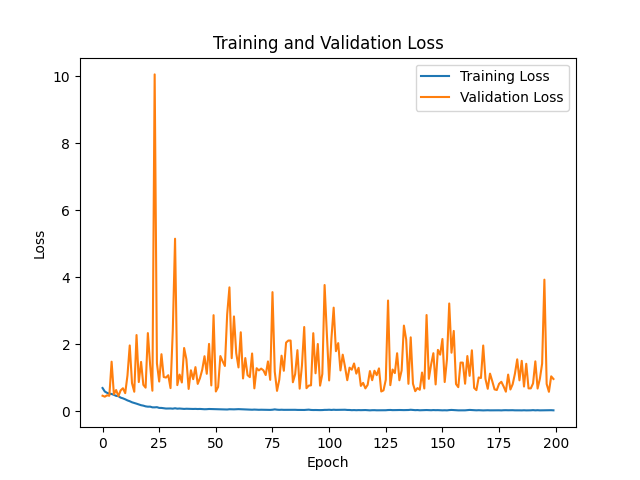 Training and Validation Loss
Training Loss
Validation Loss
10
8
6
4
2
0
Loss
0 25 50 75 100 125 150 175 200
Epoch